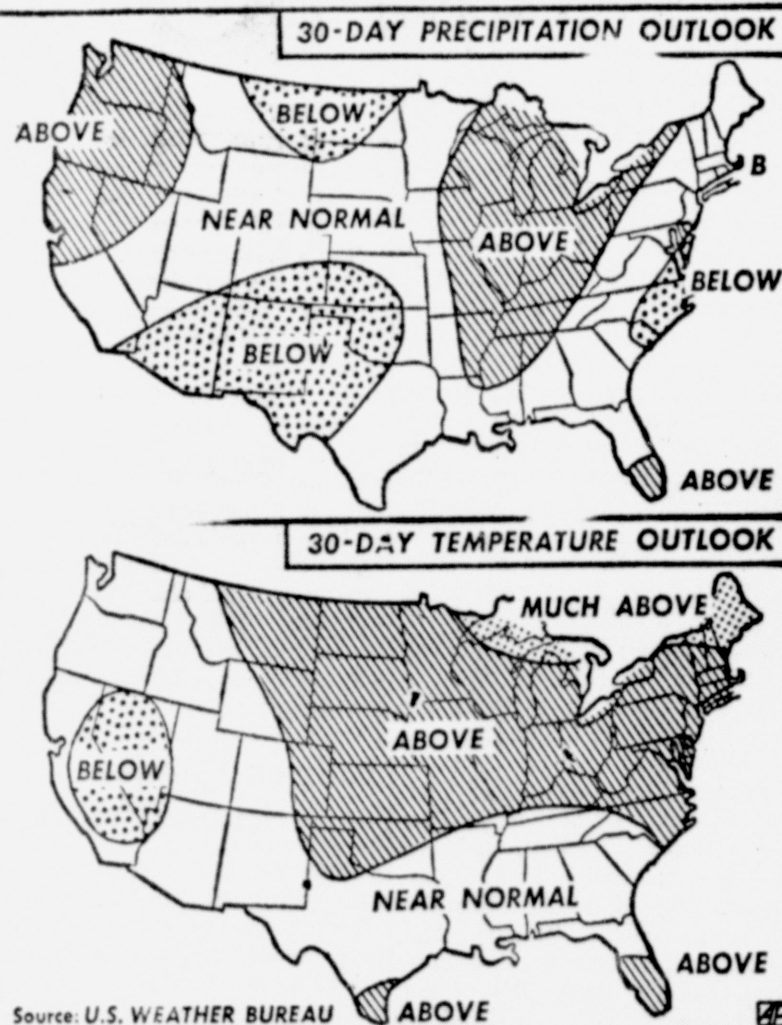 30-DAY PRECIPITATION OUTLOOK
BELOW
ABOVE
B
NEAR NORMAL
ABOVE
BELOW
BELOW
ABOVE
30-DAY TEMPERATURE OUTLOOK
MUCH ABOVE
ABOVE
BELOW
NEAR NORMAL
ABOVE
Source: U.S. WEATHER BUREAU
ABOVE
AP